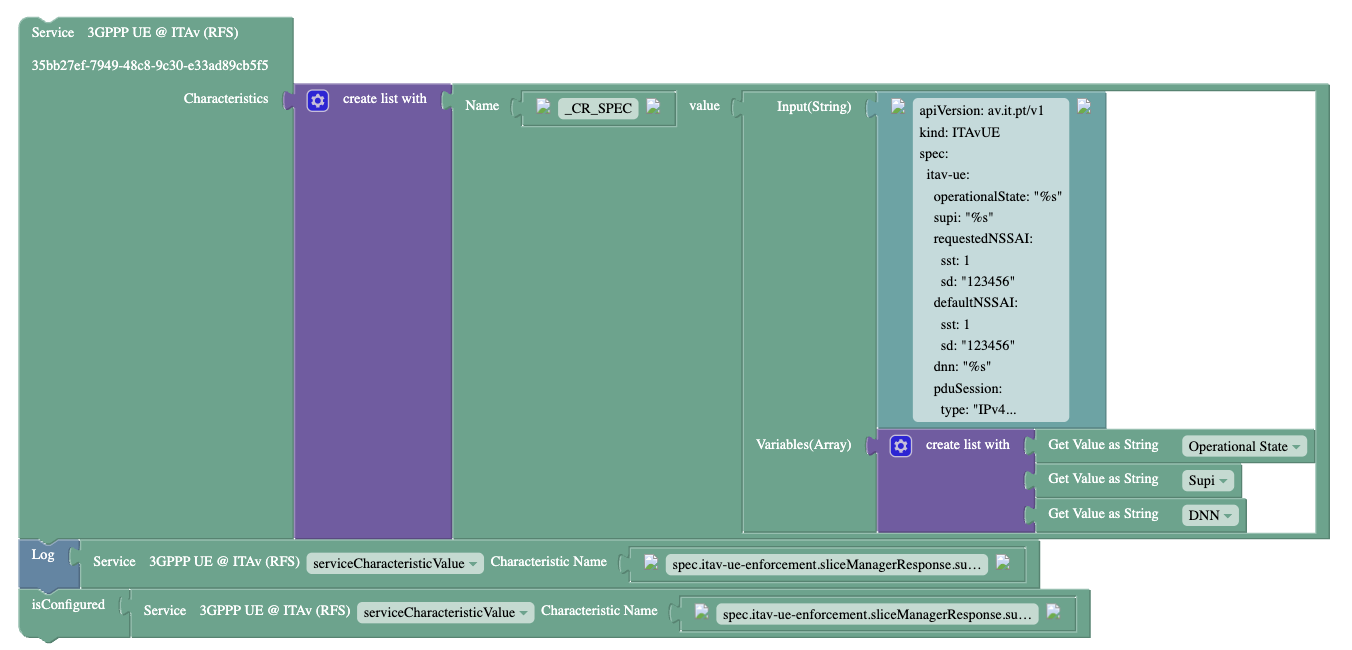 Service 3GPPP UE @ ITAv (RFS)
35bb27ef-7949-48c8-9c30-e33ad89cb5f5
Characteristics create list with Name _CR_SPEC value Input(String)
apiVersion: av.it.pt/v1
kind: ITAvUE
spec:
itav-ue:
operationalState: "%s"
supi: "%s"
requestedNSSAI:
sst: 1
sd: "123456"
defaultNSSAI:
sst: 1
sd: "123456"
dnn: "%s"
pduSession:
type: "IPv4...
Variables(Array) create list with Get Value as String Operational State
Get Value as String Supi
Get Value as String DNN
Log Service 3GPPP UE @ ITAv (RFS) serviceCharacteristicValue Characteristic Name spec.itav-ue-enforcement.sliceManagerResponse.su...
isConfigured Service 3GPPP UE @ ITAv (RFS) serviceCharacteristicValue Characteristic Name spec.itav-ue-enforcement.sliceManagerResponse.su...